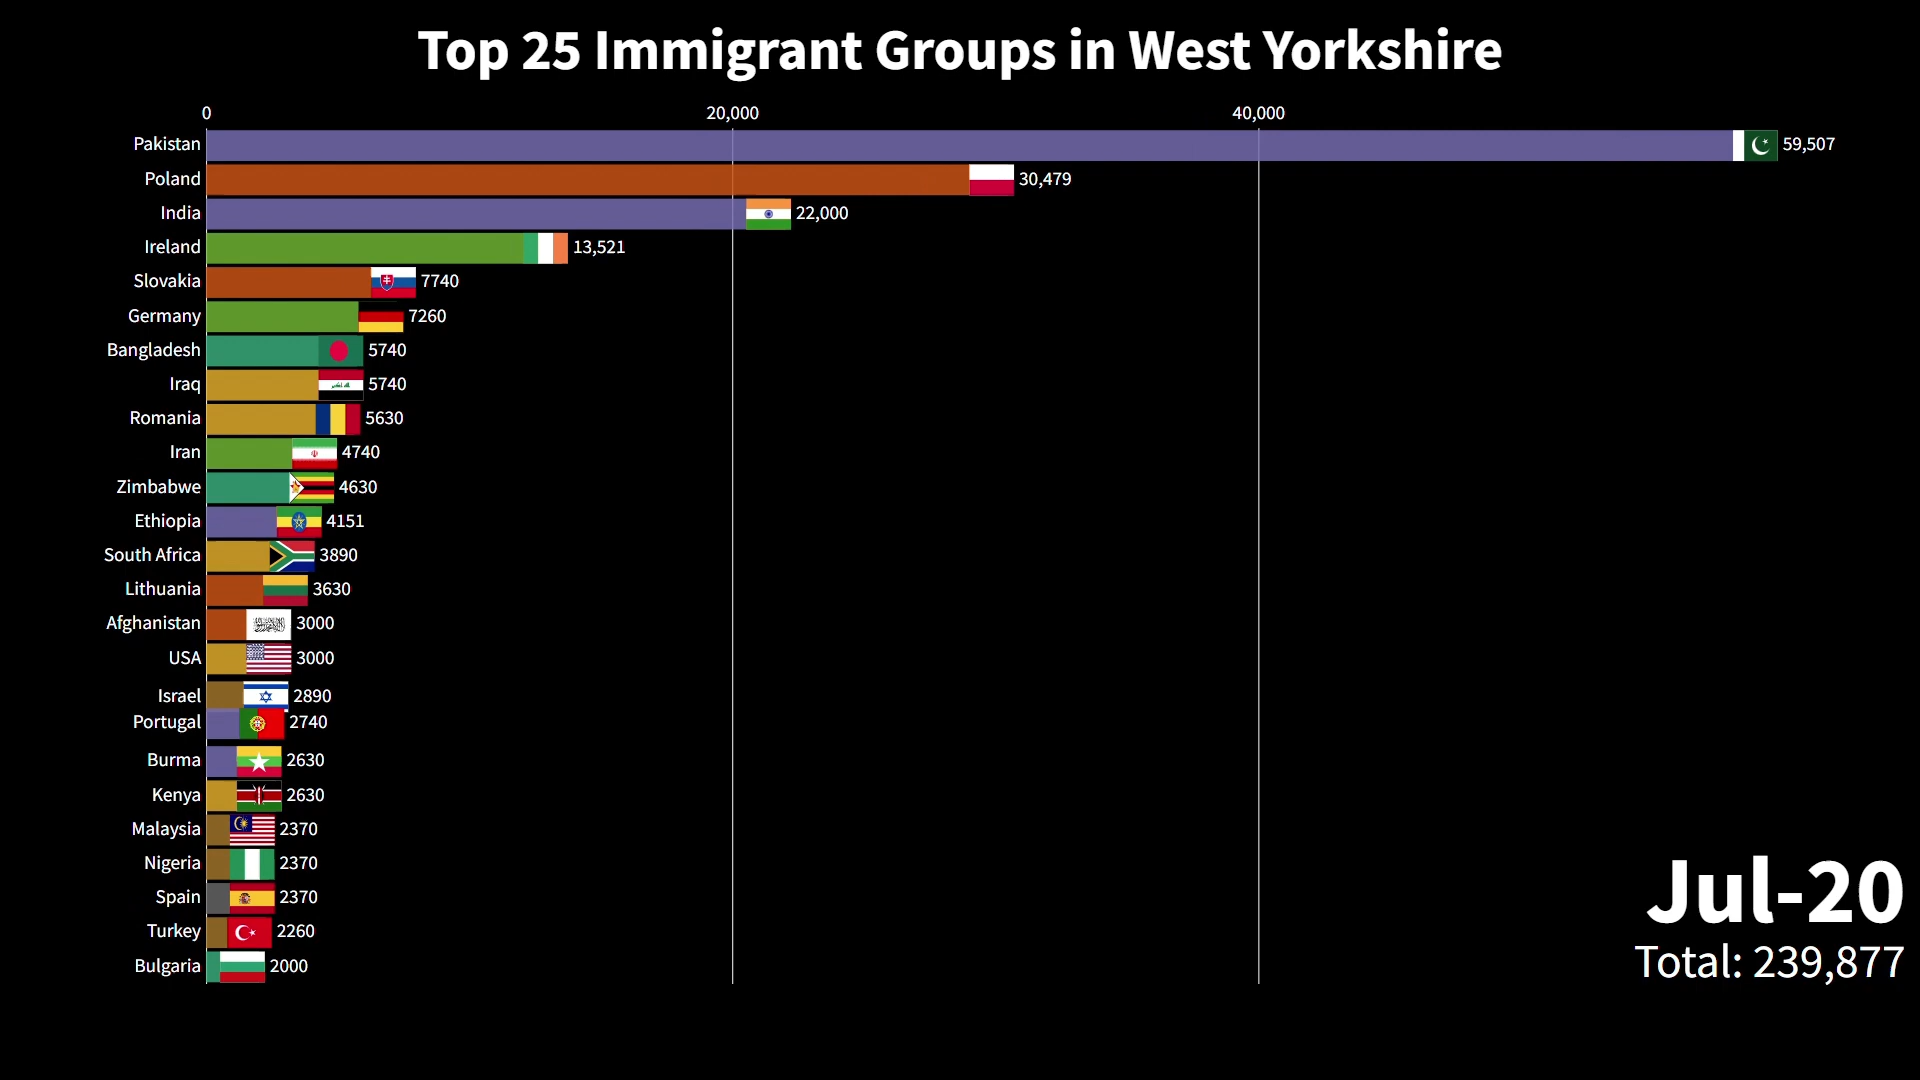 Top 25 Immigrant Groups in West Yorkshire
0 20,000 40,000
Pakistan 59,507
Poland 30,479
India 22,000
Ireland 13,521
Slovakia 7740
Germany 7260
Bangladesh 5740
Iraq 5740
Romania 5630
Iran 4740
Zimbabwe 4630
Ethiopia 4151
South Africa 3890
Lithuania 3630
Afghanistan 3000
USA 3000
Israel 2890
Portugal 2740
Burma 2630
Kenya 2630
Malaysia 2370
Nigeria 2370
Spain 2370
Turkey 2260
Bulgaria 2000
Jul-20
Total: 239,877